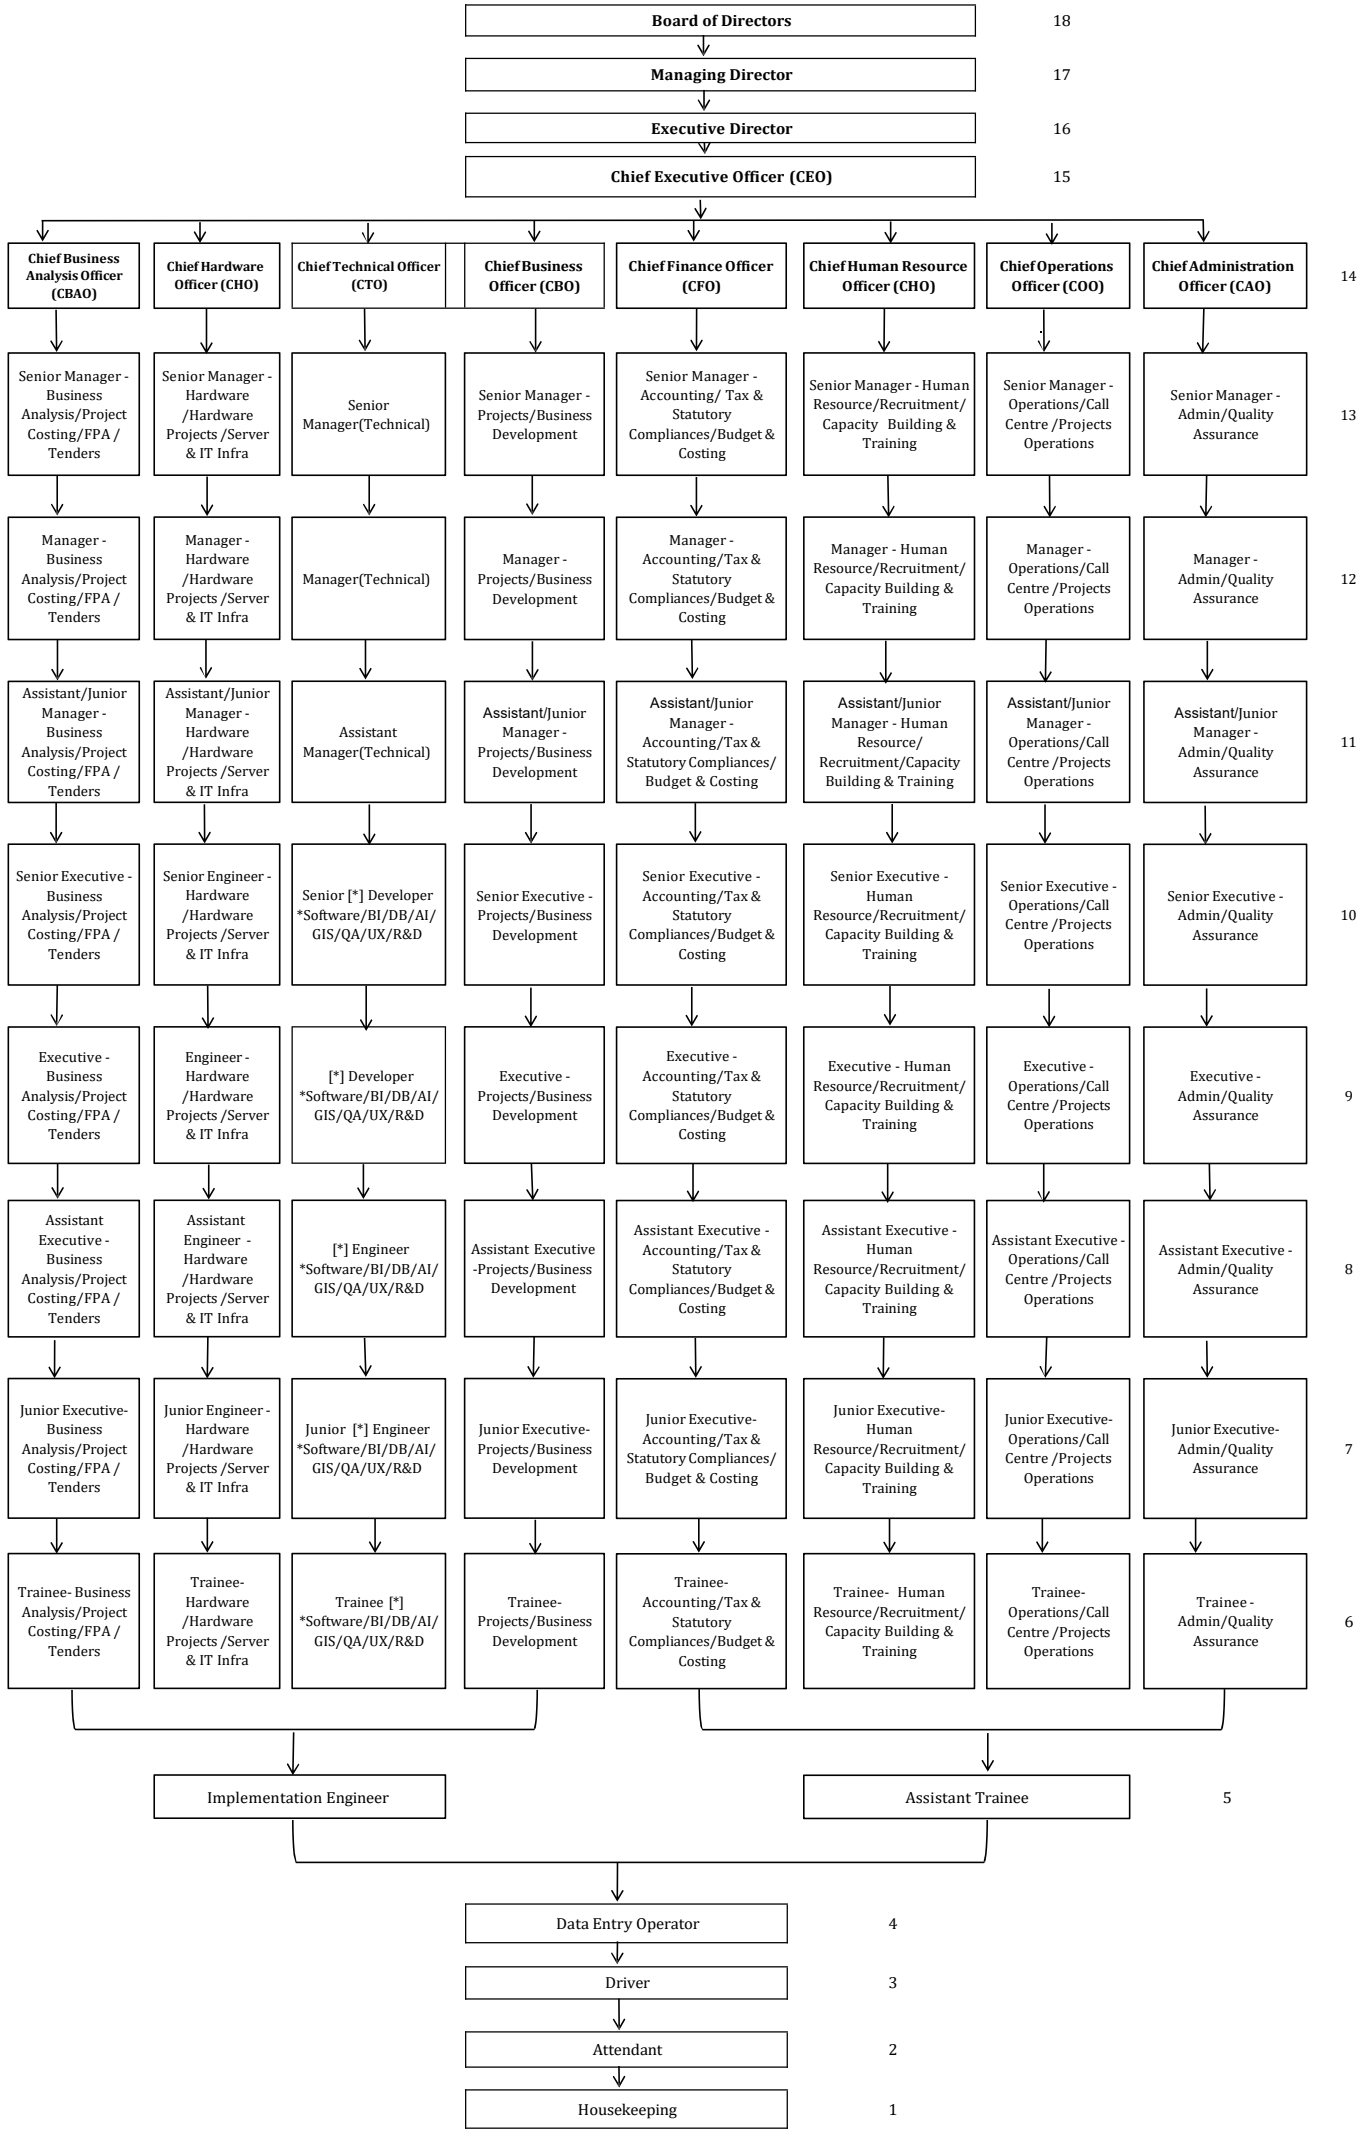 Board of Directors
18
Managing Director
17
Executive Director
16
Chief Executive Officer (CEO)
15
Chief Business
Analysis Officer
(CBAO)
Chief Hardware
Officer (CHO)
Chief Technical Officer
(CTO)
Chief Business
Officer (CBO)
Chief Finance Officer
(CFO)
Chief Human Resource
Officer (CHO)
Chief Operations
Officer (COO)
Chief Administration
Officer (CAO)
14
Senior Manager -
Business
Analysis/Project
Costing/FPA /
Tenders
Senior Manager -
Hardware
/Hardware
Projects /Server
& IT Infra
Senior
Manager(Technical)
Senior Manager -
Projects/Business
Development
Senior Manager -
Accounting/ Tax &
Statutory
Compliances/Budget &
Costing
Senior Manager - Human
Resource/Recruitment/
Capacity Building &
Training
Senior Manager -
Operations/Call
Centre /Projects
Operations
Senior Manager -
Admin/Quality
Assurance
13
Manager -
Business
Analysis/Project
Costing/FPA /
Tenders
Manager -
Hardware
/Hardware
Projects /Server
& IT Infra
Manager(Technical)
Manager -
Projects/Business
Development
Manager -
Accounting/Tax &
Statutory
Compliances/Budget &
Costing
Manager - Human
Resource/Recruitment/
Capacity Building &
Training
Manager -
Operations/Call
Centre /Projects
Operations
Manager -
Admin/Quality
Assurance
12
Assistant/Junior
Manager -
Business
Analysis/Project
Costing/FPA /
Tenders
Assistant/Junior
Manager -
Hardware
/Hardware
Projects /Server
& IT Infra
Assistant
Manager(Technical)
Assistant/Junior
Manager -
Projects/Business
Development
Assistant/Junior
Manager -
Accounting/Tax &
Statutory Compliances/
Budget & Costing
Assistant/Junior
Manager - Human
Resource/
Recruitment/Capacity
Building & Training
Assistant/Junior
Manager -
Operations/Call
Centre /Projects
Operations
Assistant/Junior
Manager -
Admin/Quality
Assurance
11
Senior Executive -
Business
Analysis/Project
Costing/FPA /
Tenders
Senior Engineer -
Hardware
/Hardware
Projects /Server
& IT Infra
Senior [*] Developer
*Software/BI/DB/AI/
GIS/QA/UX/R&D
Senior Executive -
Projects/Business
Development
Senior Executive -
Accounting/Tax &
Statutory
Compliances/Budget &
Costing
Senior Executive -
Human
Resource/Recruitment/
Capacity Building &
Training
Senior Executive -
Operations/Call
Centre /Projects
Operations
Senior Executive -
Admin/Quality
Assurance
10
Executive -
Business
Analysis/Project
Costing/FPA /
Tenders
Engineer -
Hardware
/Hardware
Projects /Server
& IT Infra
[*] Developer
*Software/BI/DB/AI/
GIS/QA/UX/R&D
Executive -
Projects/Business
Development
Executive -
Accounting/Tax &
Statutory
Compliances/Budget &
Costing
Executive - Human
Resource/Recruitment/
Capacity Building &
Training
Executive -
Operations/Call
Centre /Projects
Operations
Executive -
Admin/Quality
Assurance
9
Assistant
Executive -
Business
Analysis/Project
Costing/FPA /
Tenders
Assistant
Engineer -
Hardware
/Hardware
Projects /Server
& IT Infra
[*] Engineer
*Software/BI/DB/AI/
GIS/QA/UX/R&D
Assistant Executive
-Projects/Business
Development
Assistant Executive -
Accounting/Tax &
Statutory
Compliances/Budget &
Costing
Assistant Executive -
Human
Resource/Recruitment/
Capacity Building &
Training
Assistant Executive -
Operations/Call
Centre /Projects
Operations
Assistant Executive -
Admin/Quality
Assurance
8
Junior Executive-
Business
Analysis/Project
Costing/FPA /
Tenders
Junior Engineer -
Hardware
/Hardware
Projects /Server
& IT Infra
Junior [*] Engineer
*Software/BI/DB/AI/
GIS/QA/UX/R&D
Junior Executive-
Projects/Business
Development
Junior Executive-
Accounting/Tax &
Statutory Compliances/
Budget & Costing
Junior Executive-
Human
Resource/Recruitment/
Capacity Building &
Training
Junior Executive-
Operations/Call
Centre /Projects
Operations
Junior Executive-
Admin/Quality
Assurance
7
Trainee- Business
Analysis/Project
Costing/FPA /
Tenders
Trainee-
Hardware
/Hardware
Projects /Server
& IT Infra
Trainee [*]
*Software/BI/DB/AI/
GIS/QA/UX/R&D
Trainee-
Projects/Business
Development
Trainee-
Accounting/Tax &
Statutory
Compliances/Budget &
Costing
Trainee- Human
Resource/Recruitment/
Capacity Building &
Training
Trainee-
Operations/Call
Centre /Projects
Operations
Trainee -
Admin/Quality
Assurance
6
Implementation Engineer
Assistant Trainee
5
Data Entry Operator
4
Driver
3
Attendant
2
Housekeeping
1